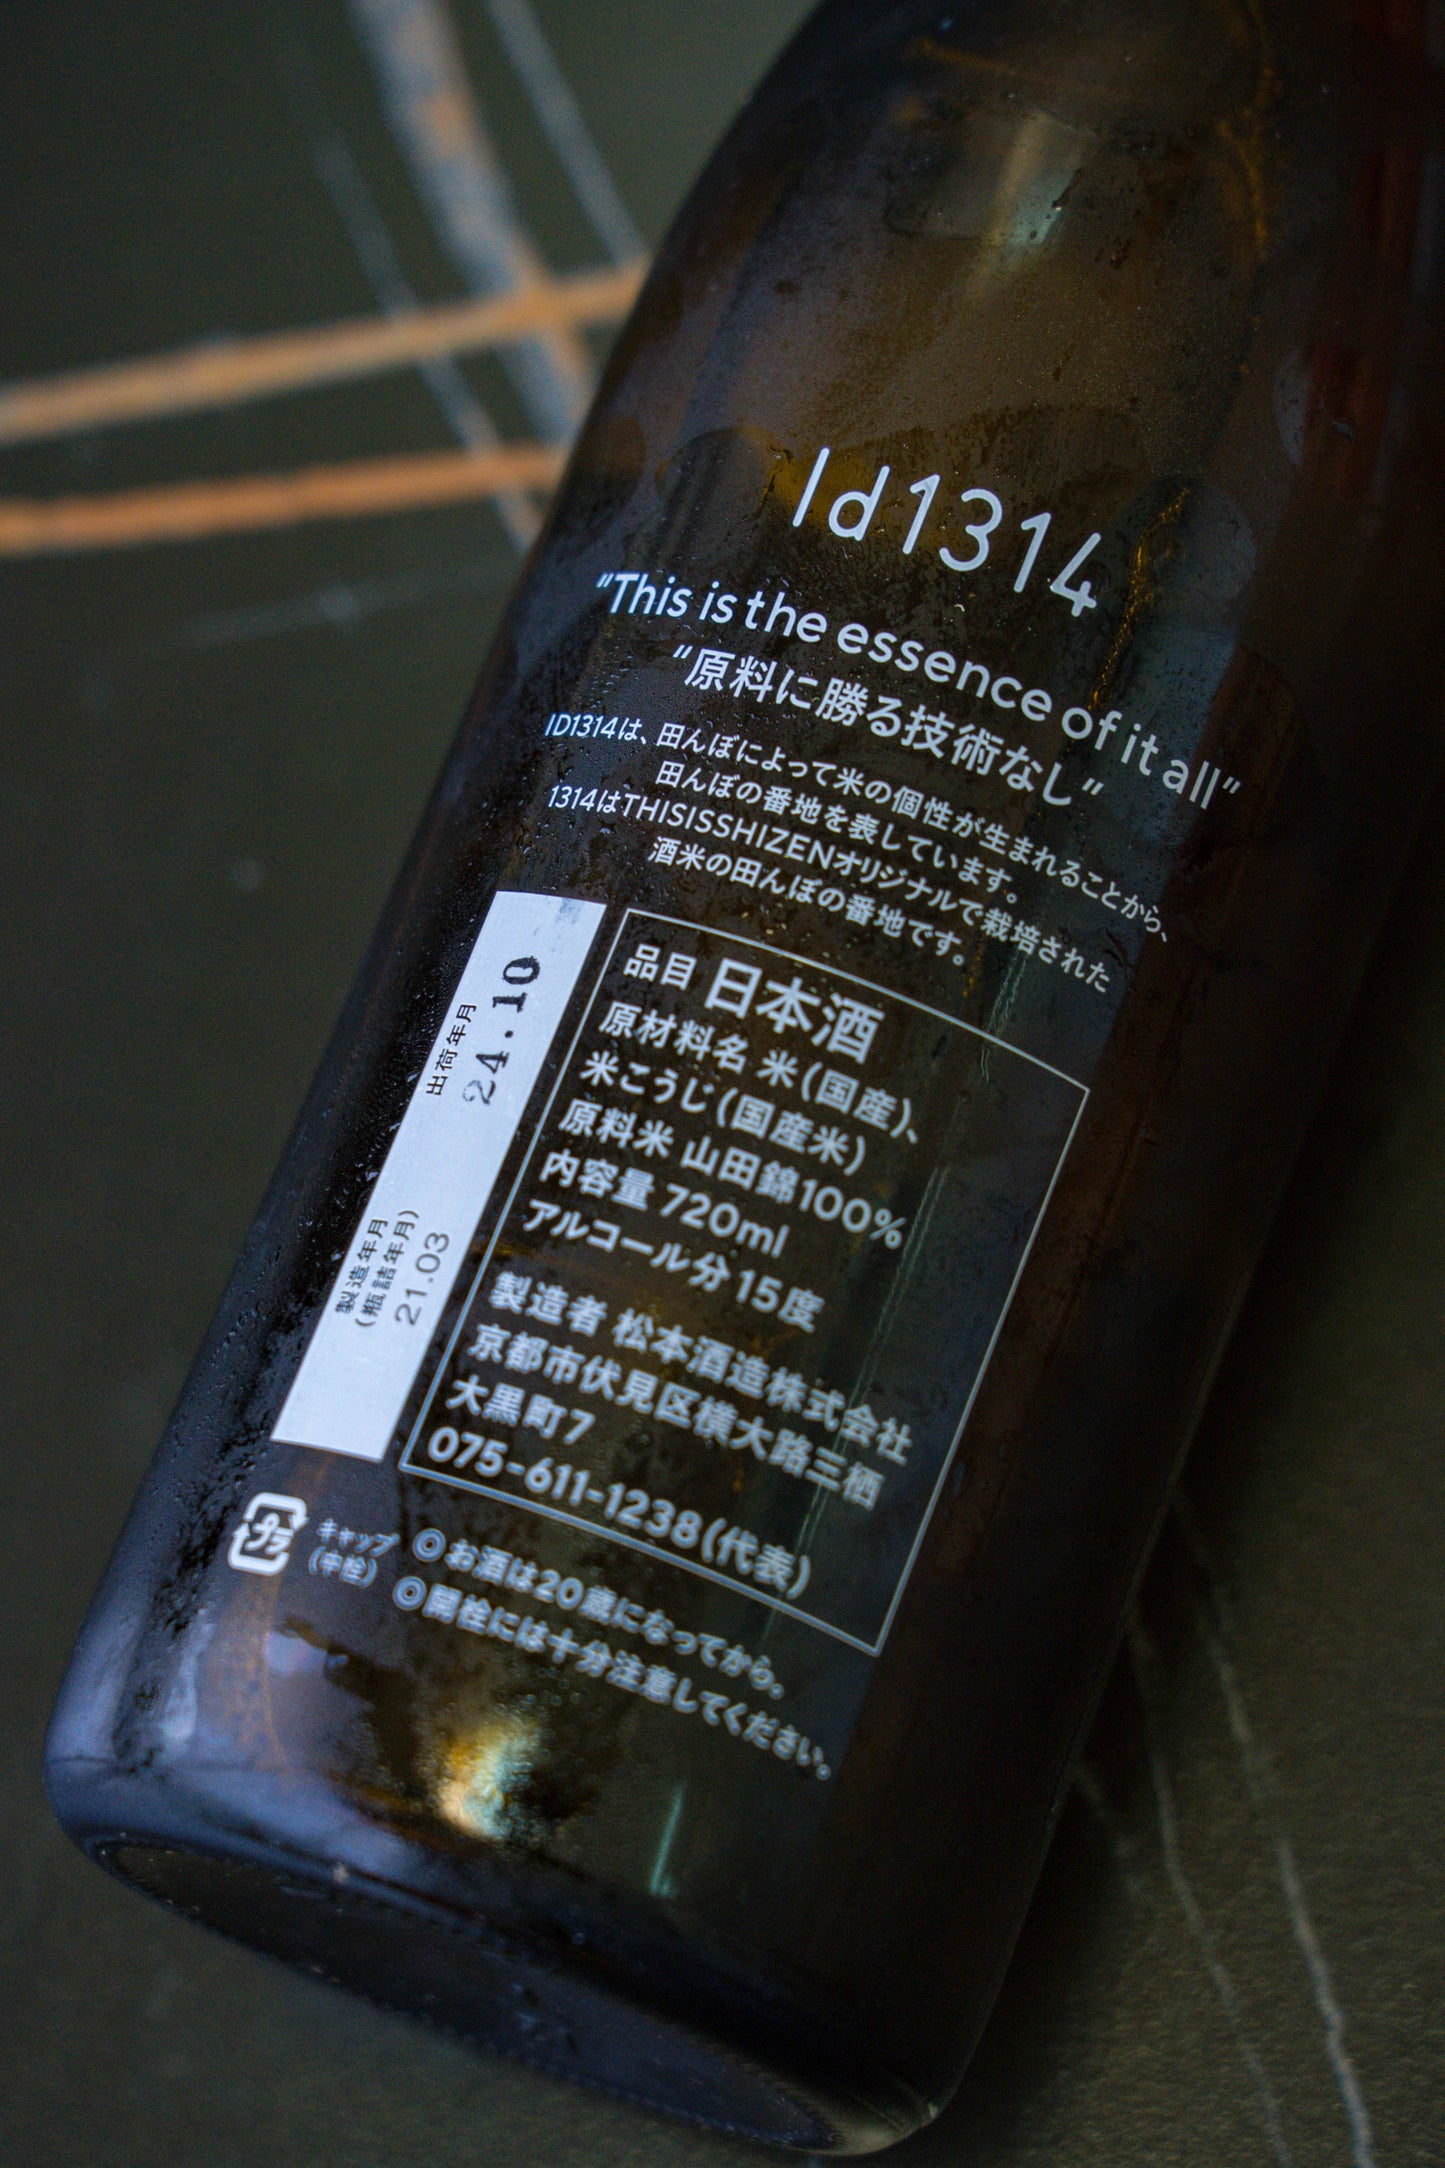 Id1314
"This is the essence of it all"
"原料に勝る技術なし"
ID1314は、田んぼによって米の個性が生まれることから、
田んぼの番地を表しています。
1314はTHISISSHIZENオリジナルで栽培された
酒米の田んぼの番地です。
出荷年月
24.10
製造年月
(瓶詰年月)
21.03
品目 日本酒
原材料名 米(国産)、
米こうじ(国産米)
原料米 山田錦100%
内容量 720ml
アルコール分 15度
製造者 松本酒造株式会社
京都市伏見区横大路三栖
大黒町7
075-611-1238(代表)
プラ
キャップ
(中栓)
◎お酒は20歳になってから。
◎開栓には十分注意してください。